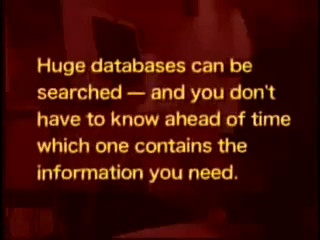 Huge databases can be
searched — and you don't
have to know ahead of time
which one contains the
information you need.